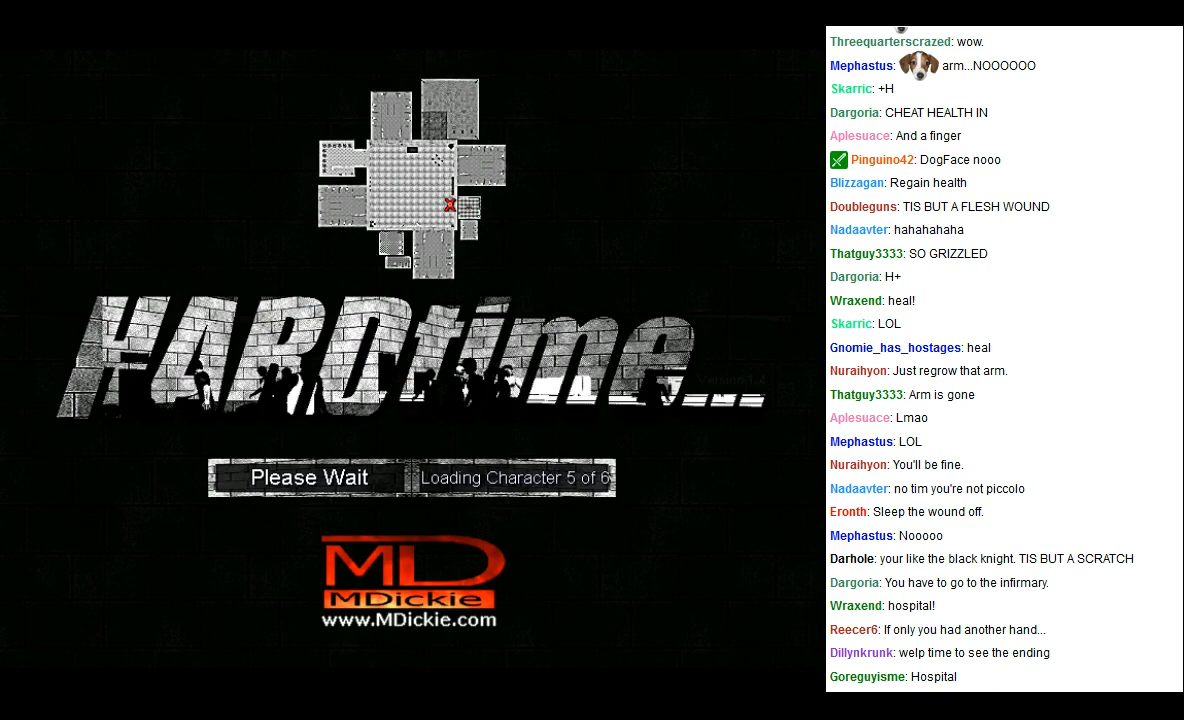 HARDtime...
Version 1.4
Please Wait
Loading Character 5 of 6
MD
MDickie
www.MDickie.com
Threequarterscrazed: wow.
Mephastus: arm...NOOOOOO
Skarric: +H
Dargoria: CHEAT HEALTH IN
Aplesuace: And a finger
Pinguino42: DogFace nooo
Blizzagan: Regain health
Doubleguns: TIS BUT A FLESH WOUND
Nadaavter: hahahahaha
Thatguy3333: SO GRIZZLED
Dargoria: H+
Wraxend: heal!
Skarric: LOL
Gnomie_has_hostages: heal
Nuraihyon: Just regrow that arm.
Thatguy3333: Arm is gone
Aplesuace: Lmao
Mephastus: LOL
Nuraihyon: You'll be fine.
Nadaavter: no tim you're not piccolo
Eronth: Sleep the wound off.
Mephastus: Nooooo
Darhole: your like the black knight. TIS BUT A SCRATCH
Dargoria: You have to go to the infirmary.
Wraxend: hospital!
Reecer6: If only you had another hand...
Dillynkrunk: welp time to see the ending
Goreguyisme: Hospital